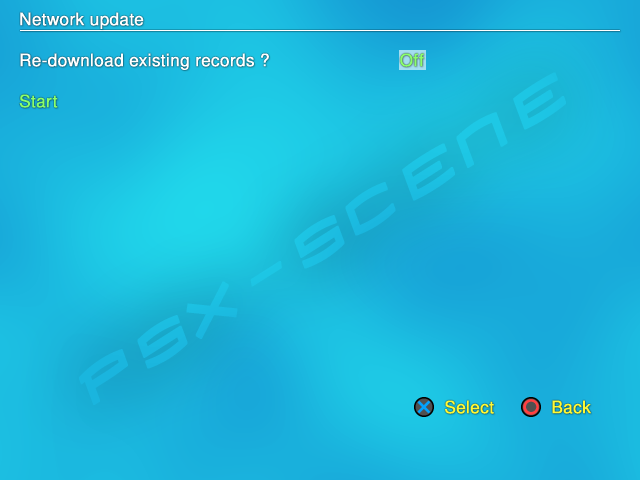 Network update
Re-download existing records ? Off
Start
PSX-SCENE
Select Back